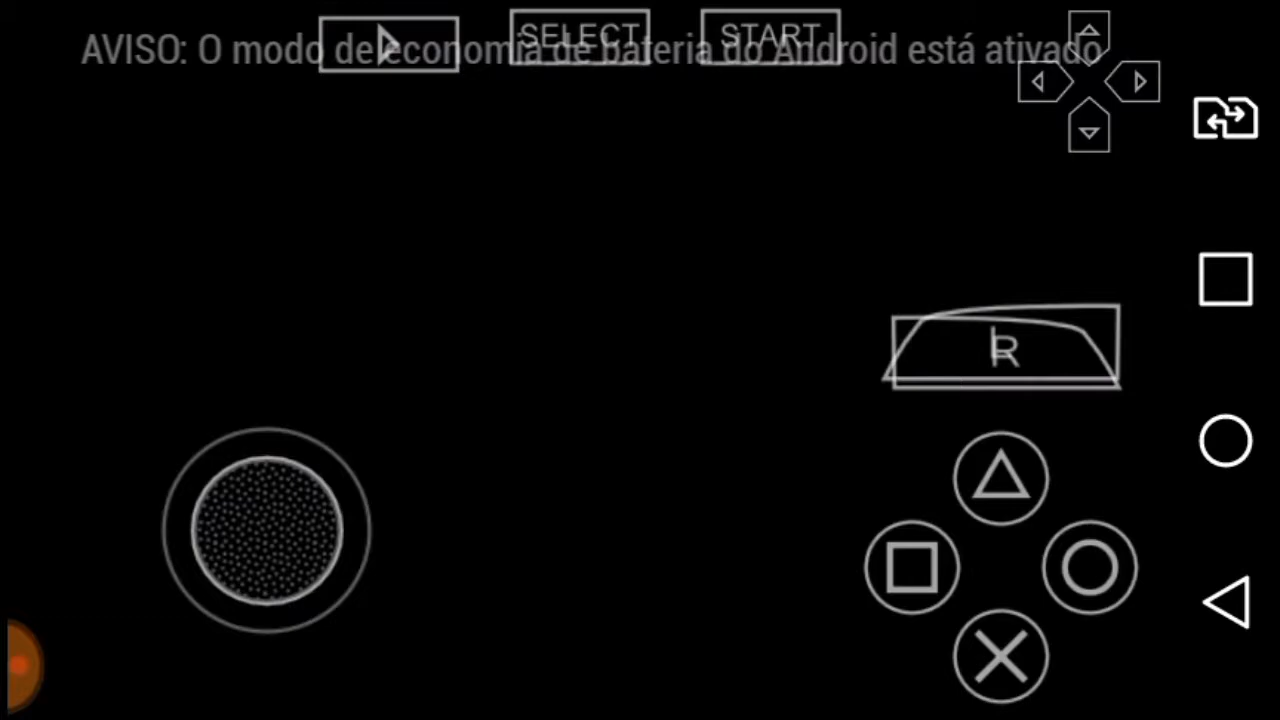 AVISO: O modo de economia de bateria do Android está ativado
SELECT
START
L
R